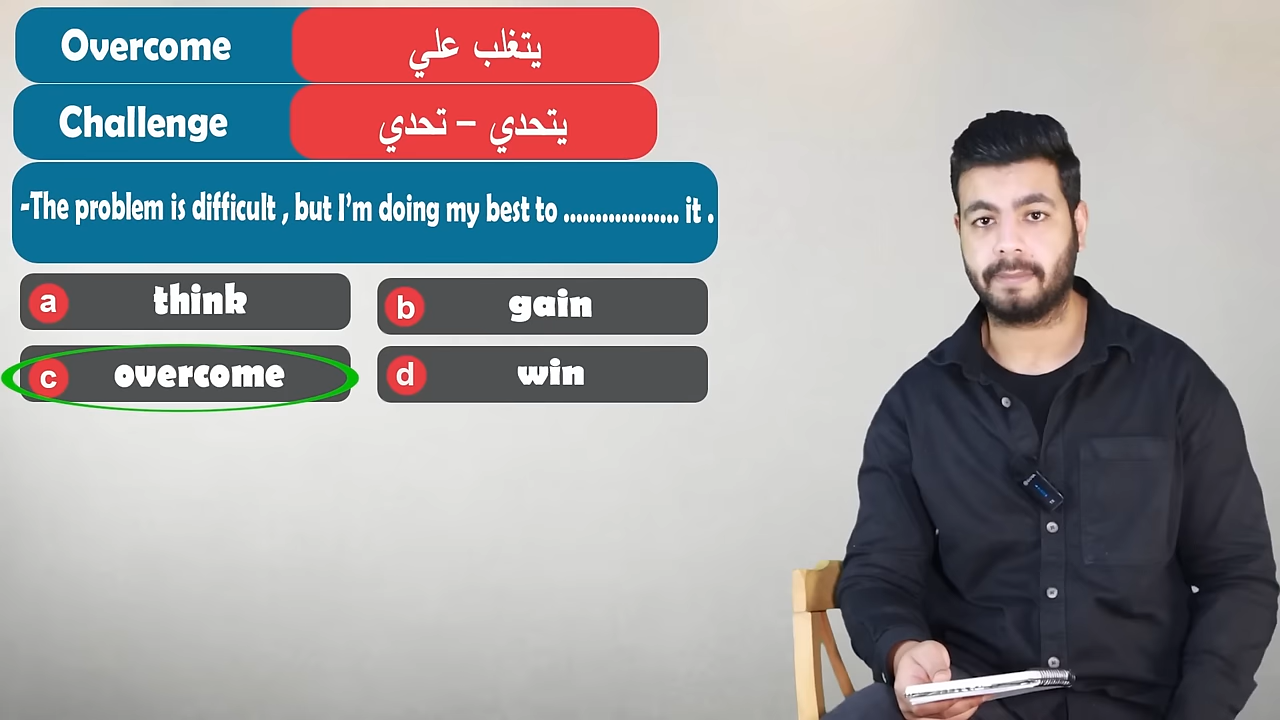 Overcome يتغلب علي
Challenge يتحدي – تحدي
-The problem is difficult , but I'm doing my best to .................. it .
a think
b gain
c overcome
d win